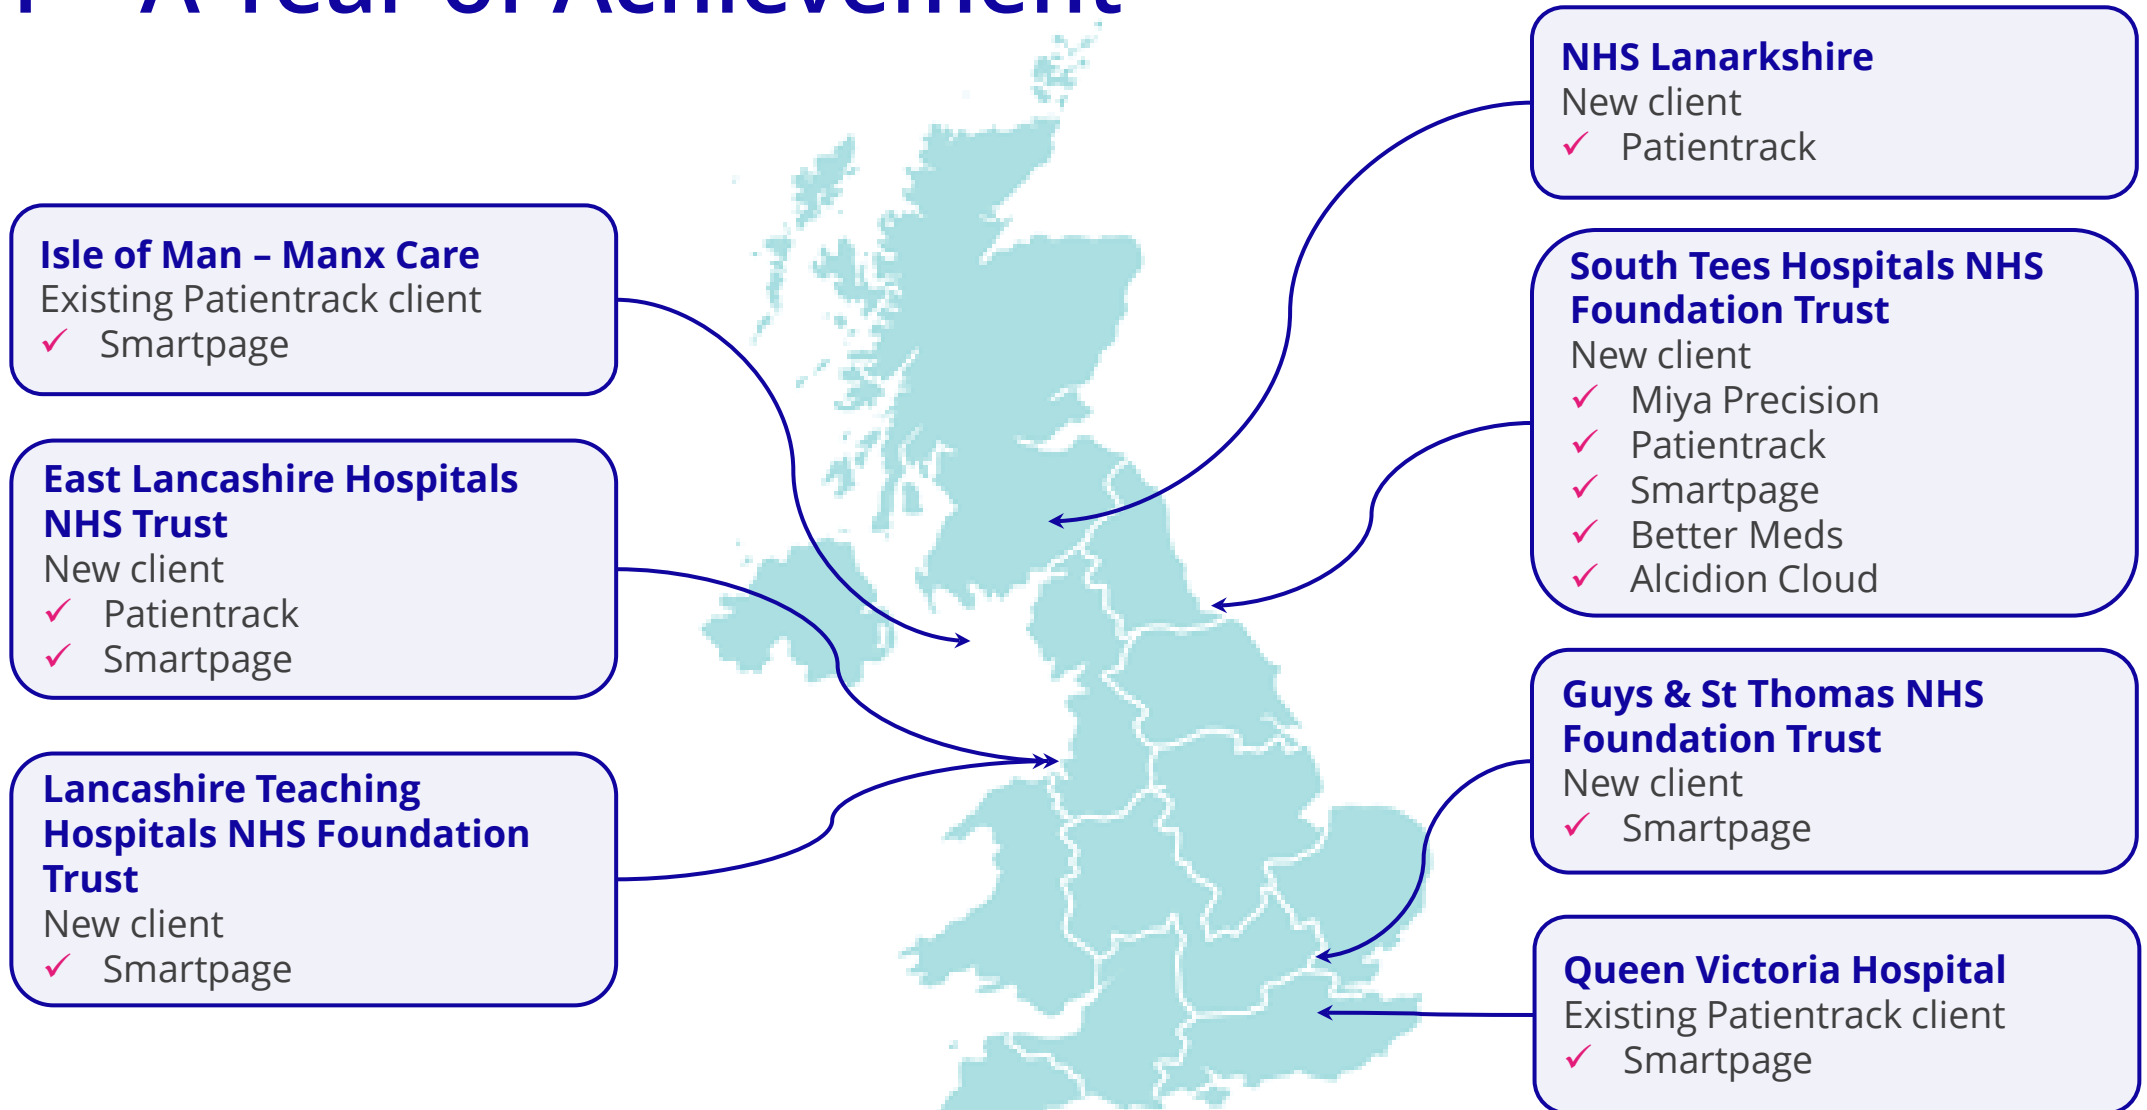 – A Year of Achievement
Isle of Man – Manx Care
Existing Patientrack client
✓ Smartpage
East Lancashire Hospitals
NHS Trust
New client
✓ Patientrack
✓ Smartpage
Lancashire Teaching
Hospitals NHS Foundation
Trust
New client
✓ Smartpage
NHS Lanarkshire
New client
✓ Patientrack
South Tees Hospitals NHS
Foundation Trust
New client
✓ Miya Precision
✓ Patientrack
✓ Smartpage
✓ Better Meds
✓ Alcidion Cloud
Guys & St Thomas NHS
Foundation Trust
New client
✓ Smartpage
Queen Victoria Hospital
Existing Patientrack client
✓ Smartpage